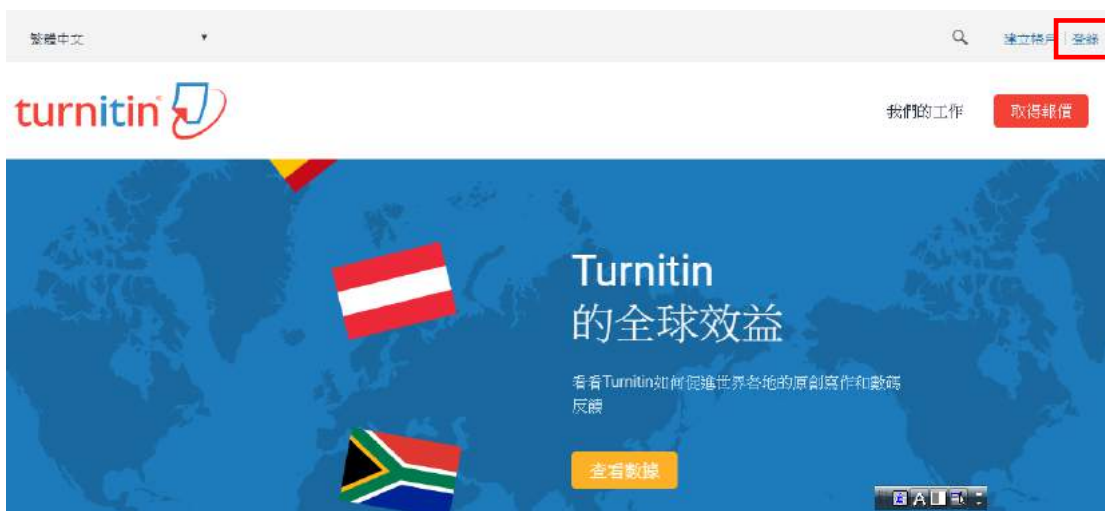 繁體中文
建立帳戶 | 登錄
turnitin
我們的工作
取得報價
Turnitin
的全球效益
看看Turnitin如何促進世界各地的原創寫作和數碼
反饋
查看數據